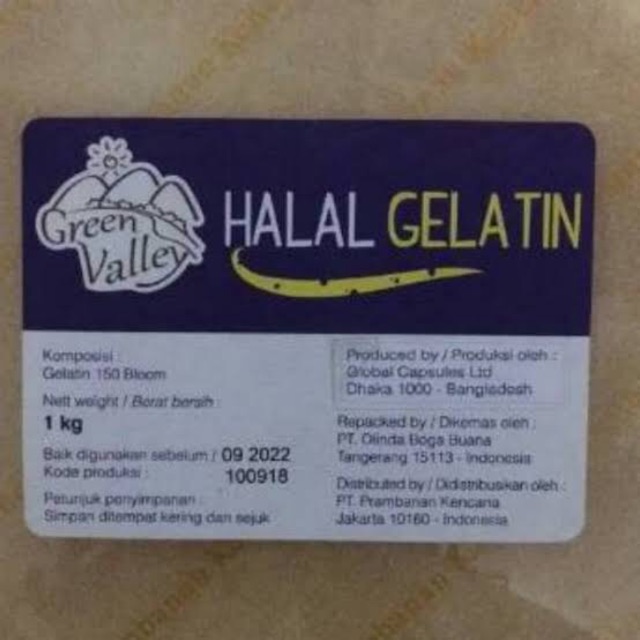 Green
Valley
HALAL GELATIN
Komposisi :
Gelatin 150 Bloom
Nett weight / Berat bersih :
1 kg
Baik digunakan sebelum / 09 2022
Kode produksi : 100918
Petunjuk penyimpanan :
Simpan ditempat kering dan sejuk
Produced by / Produksi oleh :
Global Capsules Ltd
Dhaka 1000 - Bangladesh
Repacked by / Dikemas oleh :
PT. Olinda Boga Buana
Tangerang 15113 - Indonesia
Distributed by / Didistribusikan oleh :
PT. Prambanan Kencana
Jakarta 10160 - Indonesia